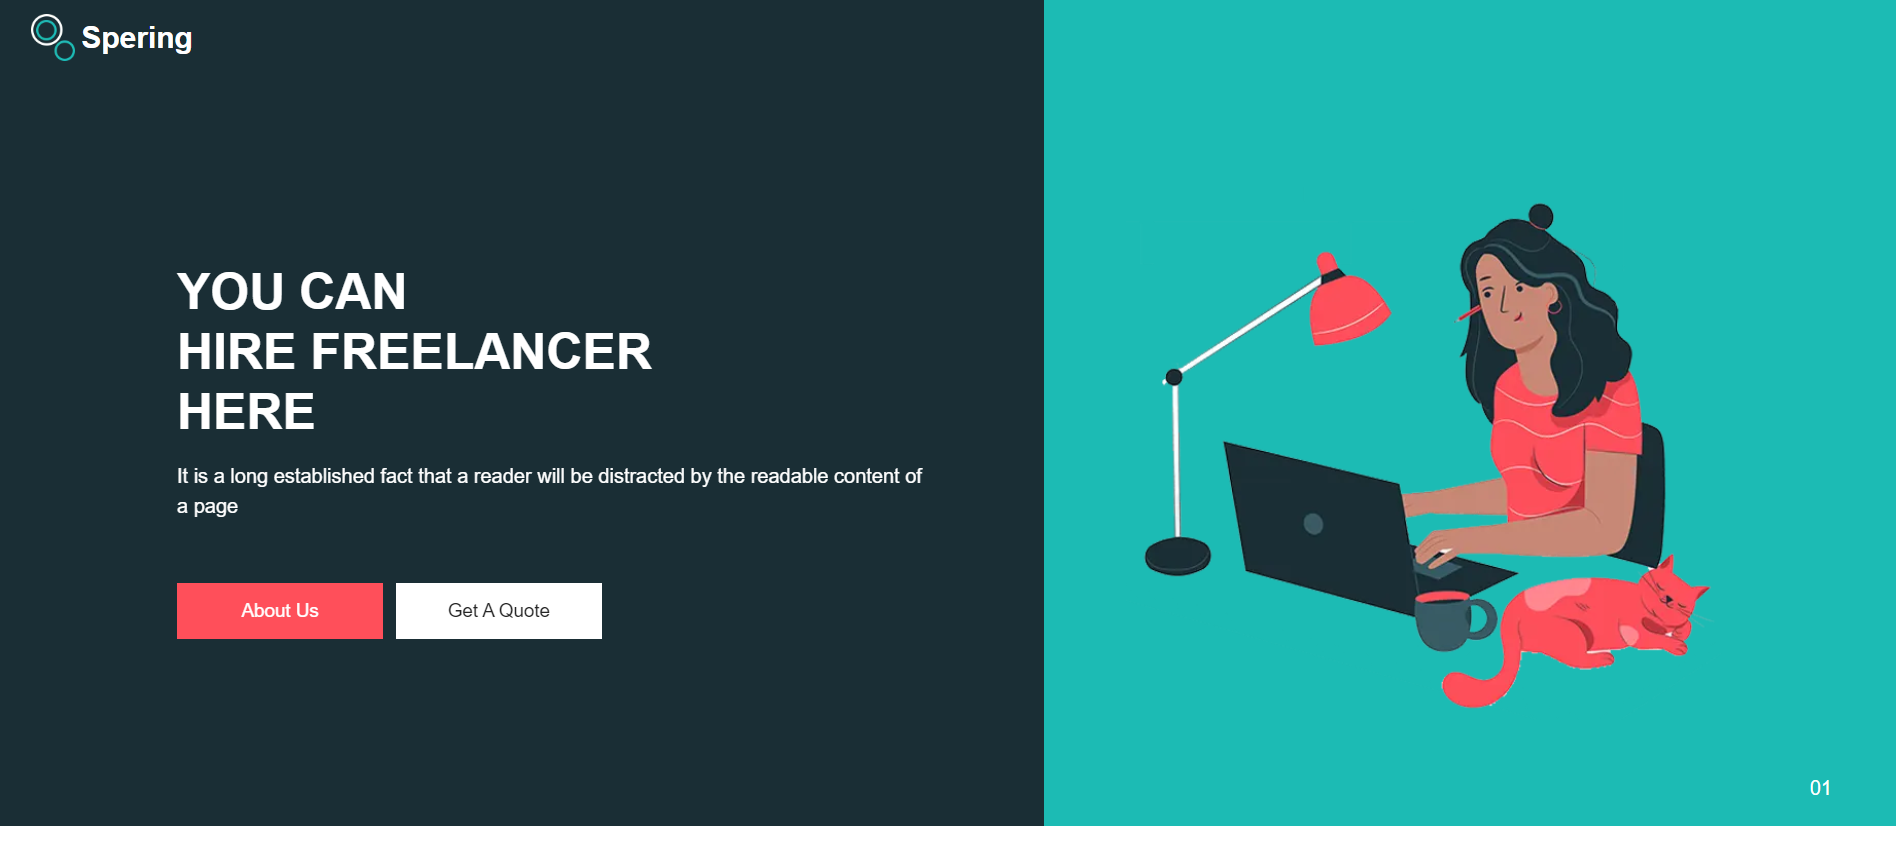 Spering
YOU CAN
HIRE FREELANCER
HERE
It is a long established fact that a reader will be distracted by the readable content of
a page
About Us
Get A Quote
01